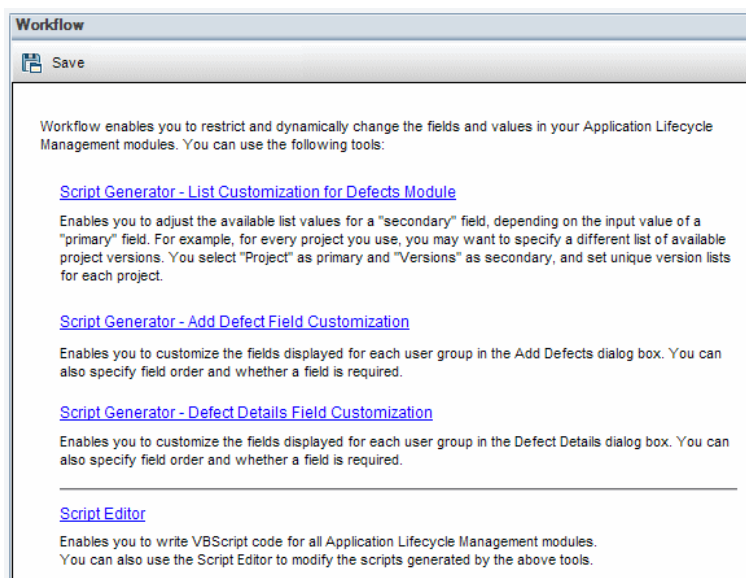 Workflow
Save
Workflow enables you to restrict and dynamically change the fields and values in your Application Lifecycle
Management modules. You can use the following tools:
Script Generator - List Customization for Defects Module
Enables you to adjust the available list values for a "secondary" field, depending on the input value of a
"primary" field. For example, for every project you use, you may want to specify a different list of available
project versions. You select "Project" as primary and "Versions" as secondary, and set unique version lists
for each project.
Script Generator - Add Defect Field Customization
Enables you to customize the fields displayed for each user group in the Add Defects dialog box. You can
also specify field order and whether a field is required.
Script Generator - Defect Details Field Customization
Enables you to customize the fields displayed for each user group in the Defect Details dialog box. You can
also specify field order and whether a field is required.
Script Editor
Enables you to write VBScript code for all Application Lifecycle Management modules.
You can also use the Script Editor to modify the scripts generated by the above tools.